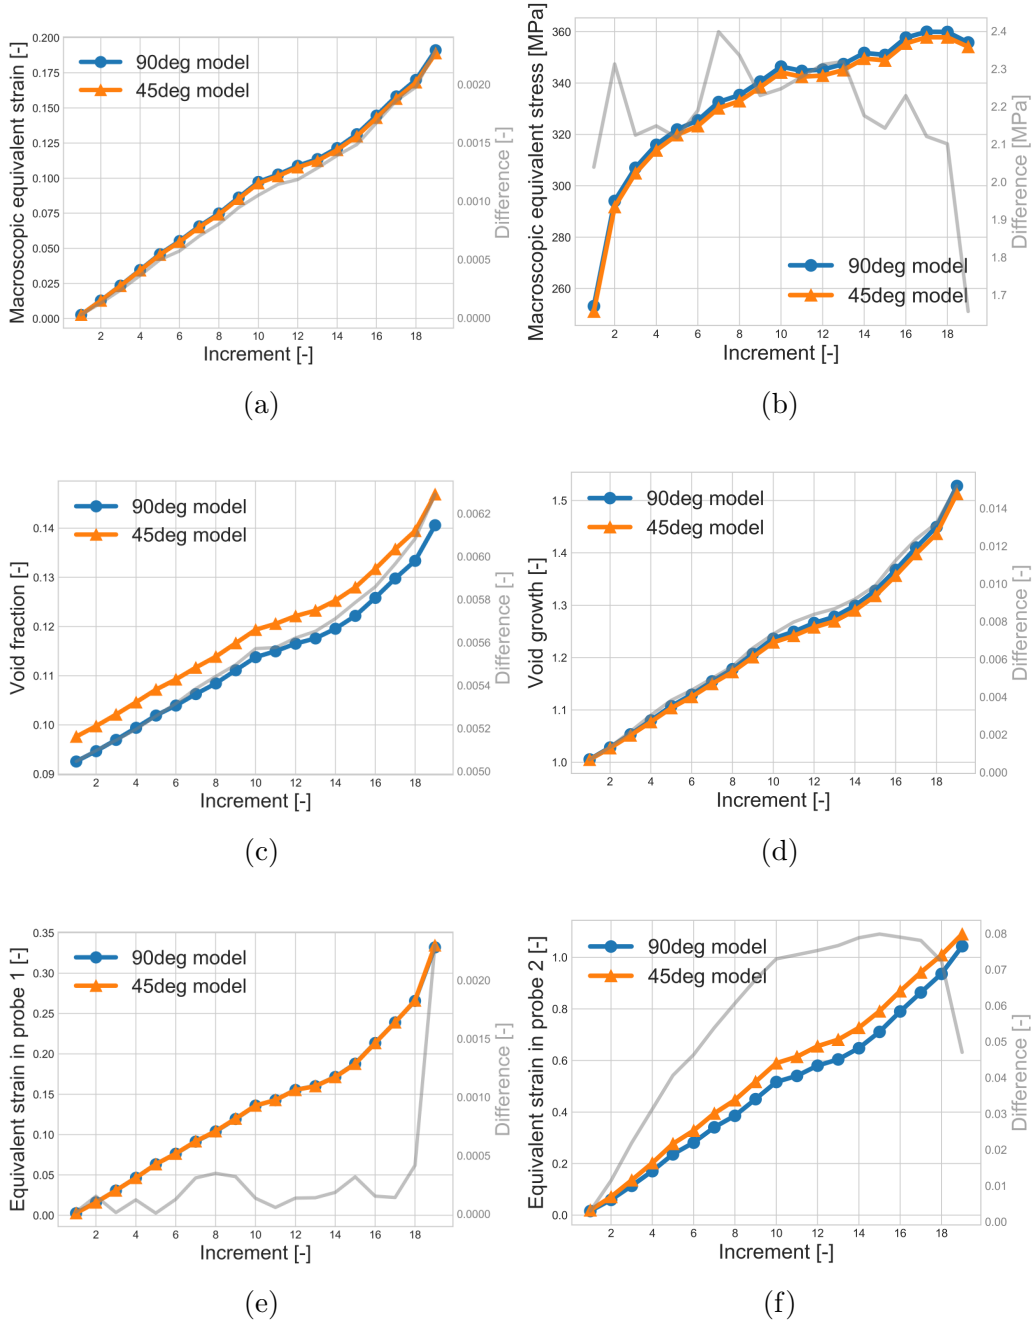 Macroscopic equivalent strain [-]
0.200
0.175
0.150
0.125
0.100
0.075
0.050
0.025
0.000
90deg model
45deg model
2 4 6 8 10 12 14 16 18
Increment [-]
0.0020
0.0015
0.0010
0.0005
0.0000
Difference [-]
(a)
Macroscopic equivalent stress [MPa]
360
340
320
300
280
260
90deg model
45deg model
2 4 6 8 10 12 14 16 18
Increment [-]
2.4
2.3
2.2
2.1
2.0
1.9
1.8
1.7
Difference [MPa]
(b)
Void fraction [-]
0.14
0.13
0.12
0.11
0.10
0.09
90deg model
45deg model
2 4 6 8 10 12 14 16 18
Increment [-]
0.0062
0.0060
0.0058
0.0056
0.0054
0.0052
0.0050
Difference [-]
(c)
Void growth [-]
1.5
1.4
1.3
1.2
1.1
1.0
90deg model
45deg model
2 4 6 8 10 12 14 16 18
Increment [-]
0.014
0.012
0.010
0.008
0.006
0.004
0.002
0.000
Difference [-]
(d)
Equivalent strain in probe 1 [-]
0.35
0.30
0.25
0.20
0.15
0.10
0.05
0.00
90deg model
45deg model
2 4 6 8 10 12 14 16 18
Increment [-]
0.0020
0.0015
0.0010
0.0005
0.0000
Difference [-]
(e)
Equivalent strain in probe 2 [-]
1.0
0.8
0.6
0.4
0.2
0.0
90deg model
45deg model
2 4 6 8 10 12 14 16 18
Increment [-]
0.08
0.07
0.06
0.05
0.04
0.03
0.02
0.01
0.00
Difference [-]
(f)